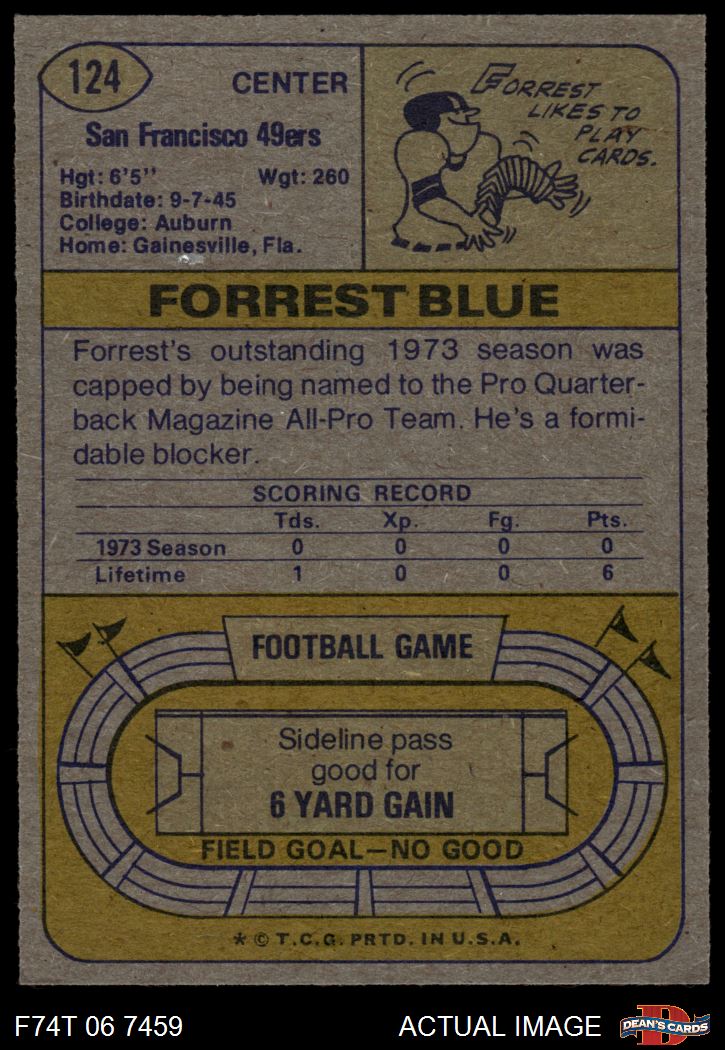 124
CENTER
San Francisco 49ers
Hgt: 6'5"   Wgt: 260
Birthdate: 9-7-45
College: Auburn
Home: Gainesville, Fla.
FORREST
LIKES TO
PLAY
CARDS.
FORREST BLUE
Forrest's outstanding 1973 season was
capped by being named to the Pro Quarter-
back Magazine All-Pro Team. He's a formi-
dable blocker.
SCORING RECORD
Tds.   Xp.   Fg.   Pts.
1973 Season   0   0   0   0
Lifetime   1   0   0   6
FOOTBALL GAME
Sideline pass
good for
6 YARD GAIN
FIELD GOAL—NO GOOD
* © T.C.G. PRTD. IN U.S.A.
F74T 06 7459   ACTUAL IMAGE   D
DEAN'S CARDS